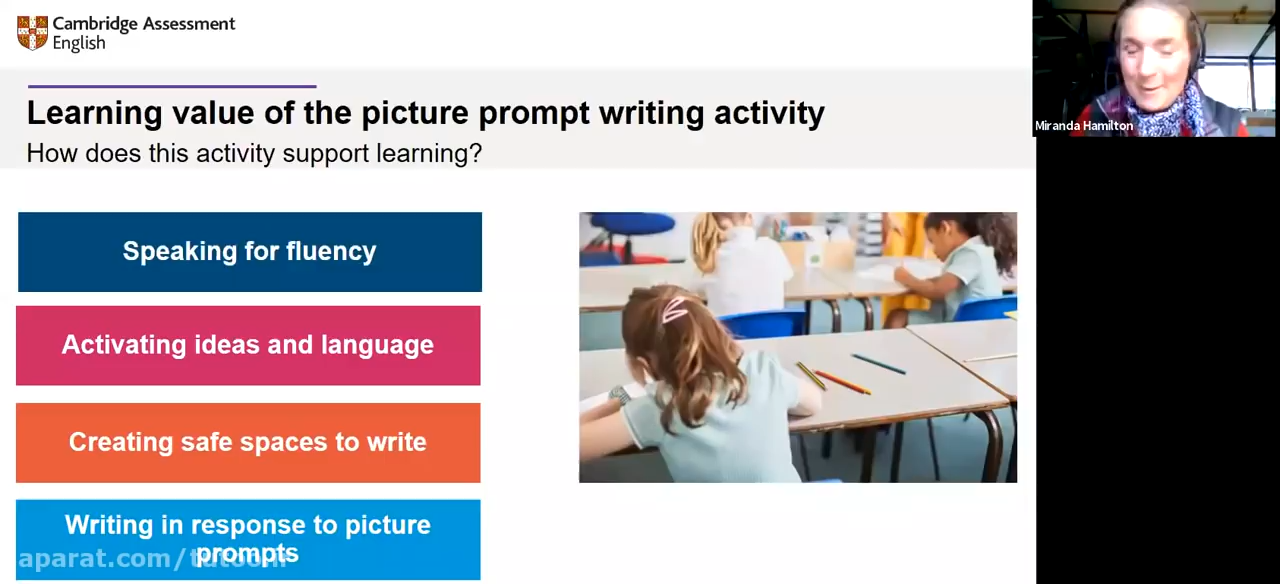 Cambridge Assessment
English
Learning value of the picture prompt writing activity
How does this activity support learning?
Miranda Hamilton
Speaking for fluency
Activating ideas and language
Creating safe spaces to write
Writing in response to picture
prompts